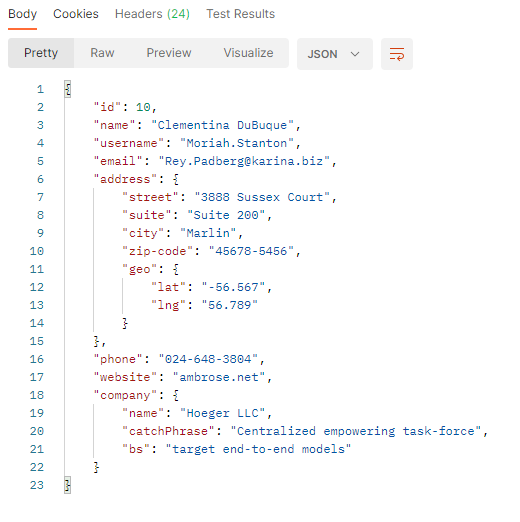 Body Cookies Headers (24) Test Results
Pretty Raw Preview Visualize JSON
1 {
2 "id": 10,
3 "name": "Clementina DuBuque",
4 "username": "Moriah.Stanton",
5 "email": "Rey.Padberg@karina.biz",
6 "address": {
7 "street": "3888 Sussex Court",
8 "suite": "Suite 200",
9 "city": "Marlin",
10 "zip-code": "45678-5456",
11 "geo": {
12 "lat": "-56.567",
13 "lng": "56.789"
14 }
15 },
16 "phone": "024-648-3804",
17 "website": "ambrose.net",
18 "company": {
19 "name": "Hoeger LLC",
20 "catchPhrase": "Centralized empowering task-force",
21 "bs": "target end-to-end models"
22 }
23 }